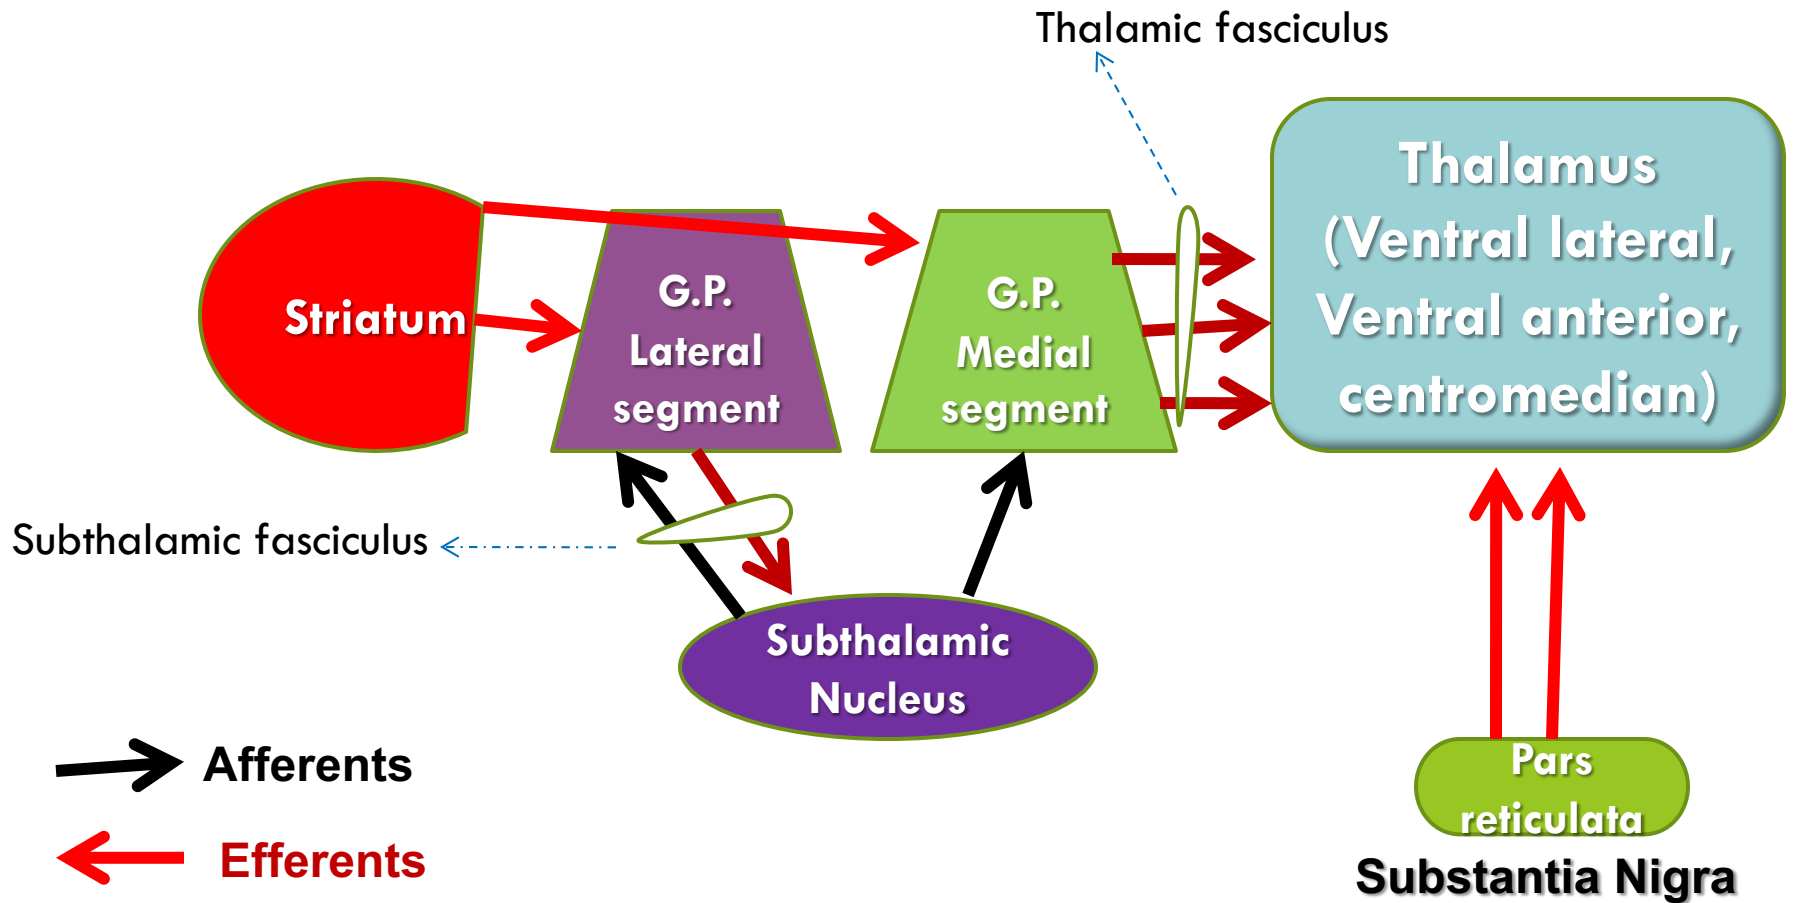 Thalamic fasciculus
Thalamus
(Ventral lateral,
Ventral anterior,
centromedian)
Striatum
G.P.
Lateral
segment
G.P.
Medial
segment
Subthalamic fasciculus
Subthalamic
Nucleus
Afferents
Efferents
Pars
reticulata
Substantia Nigra